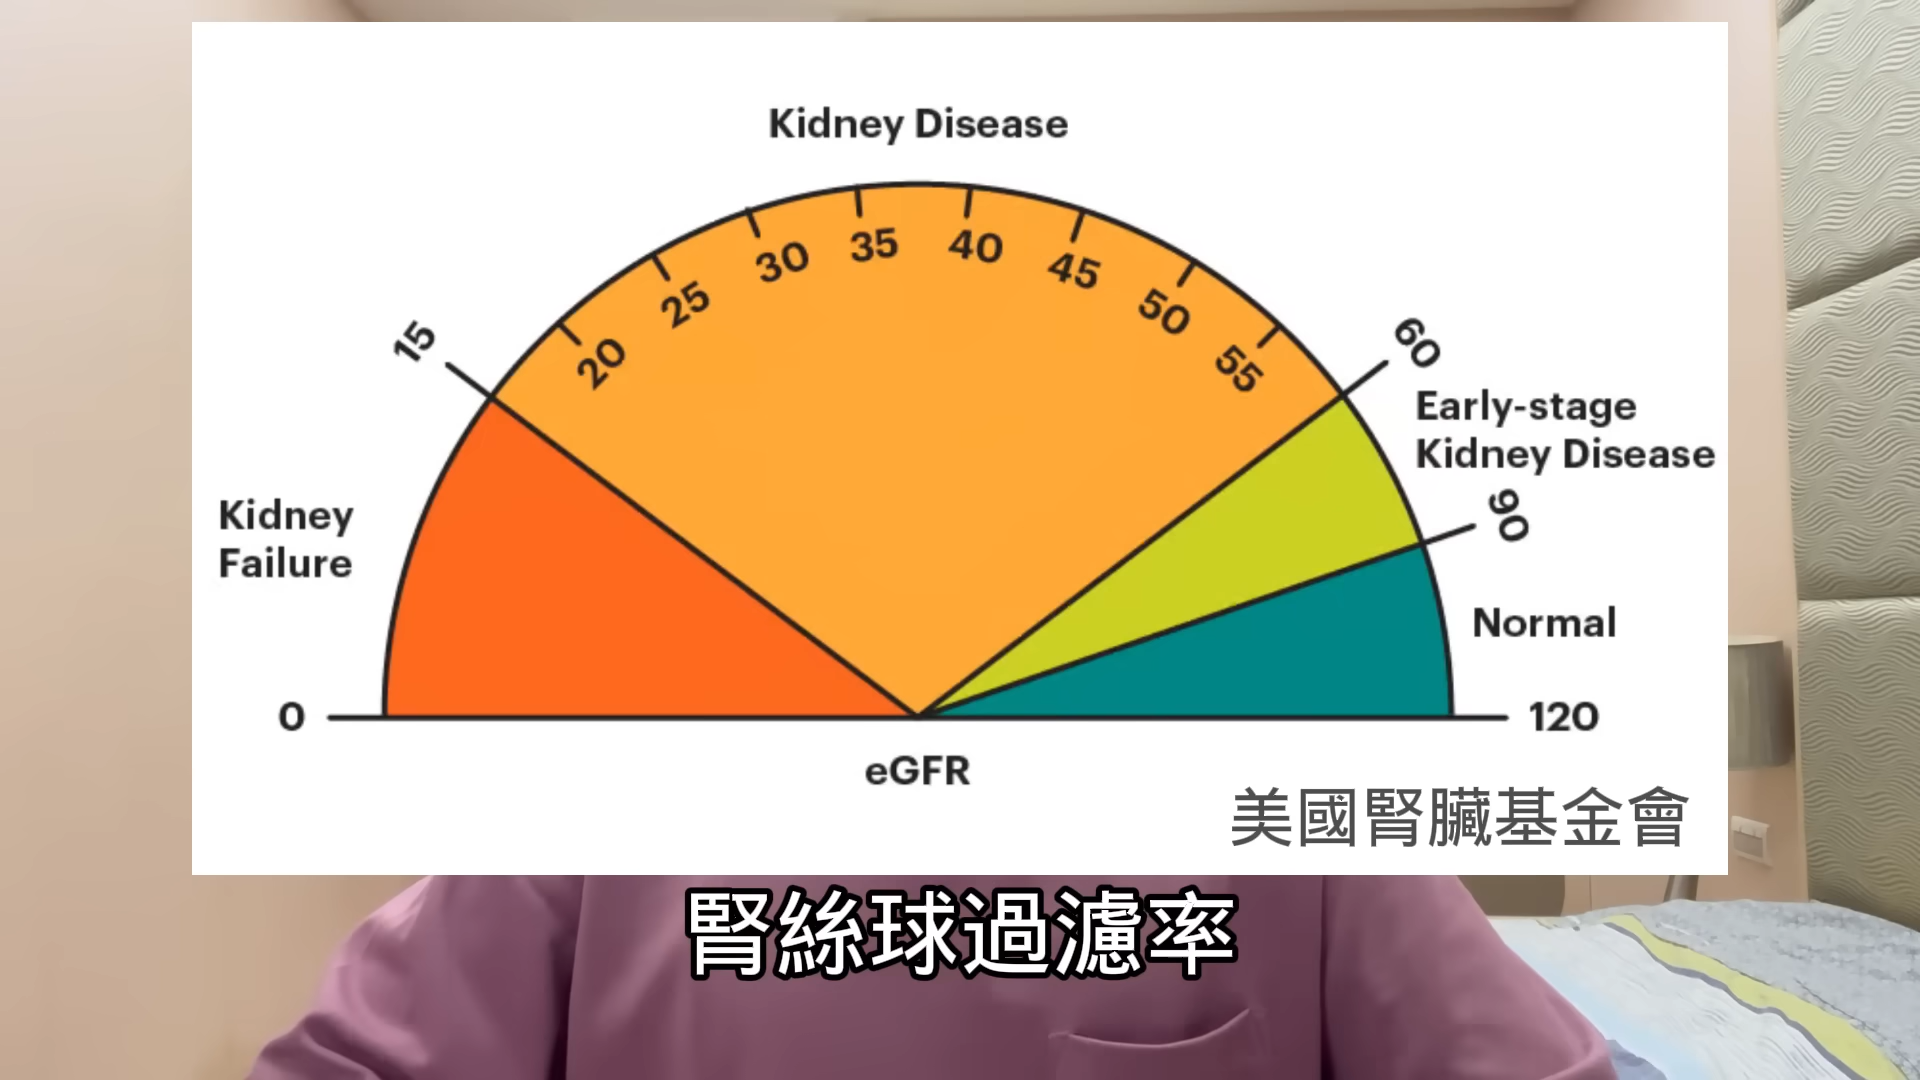 Kidney Disease
15
20
25
30
35
40
45
50
55
60
Early-stage
Kidney Disease
90
Kidney
Failure
Normal
0
120
eGFR
美國腎臟基金會
腎絲球過濾率